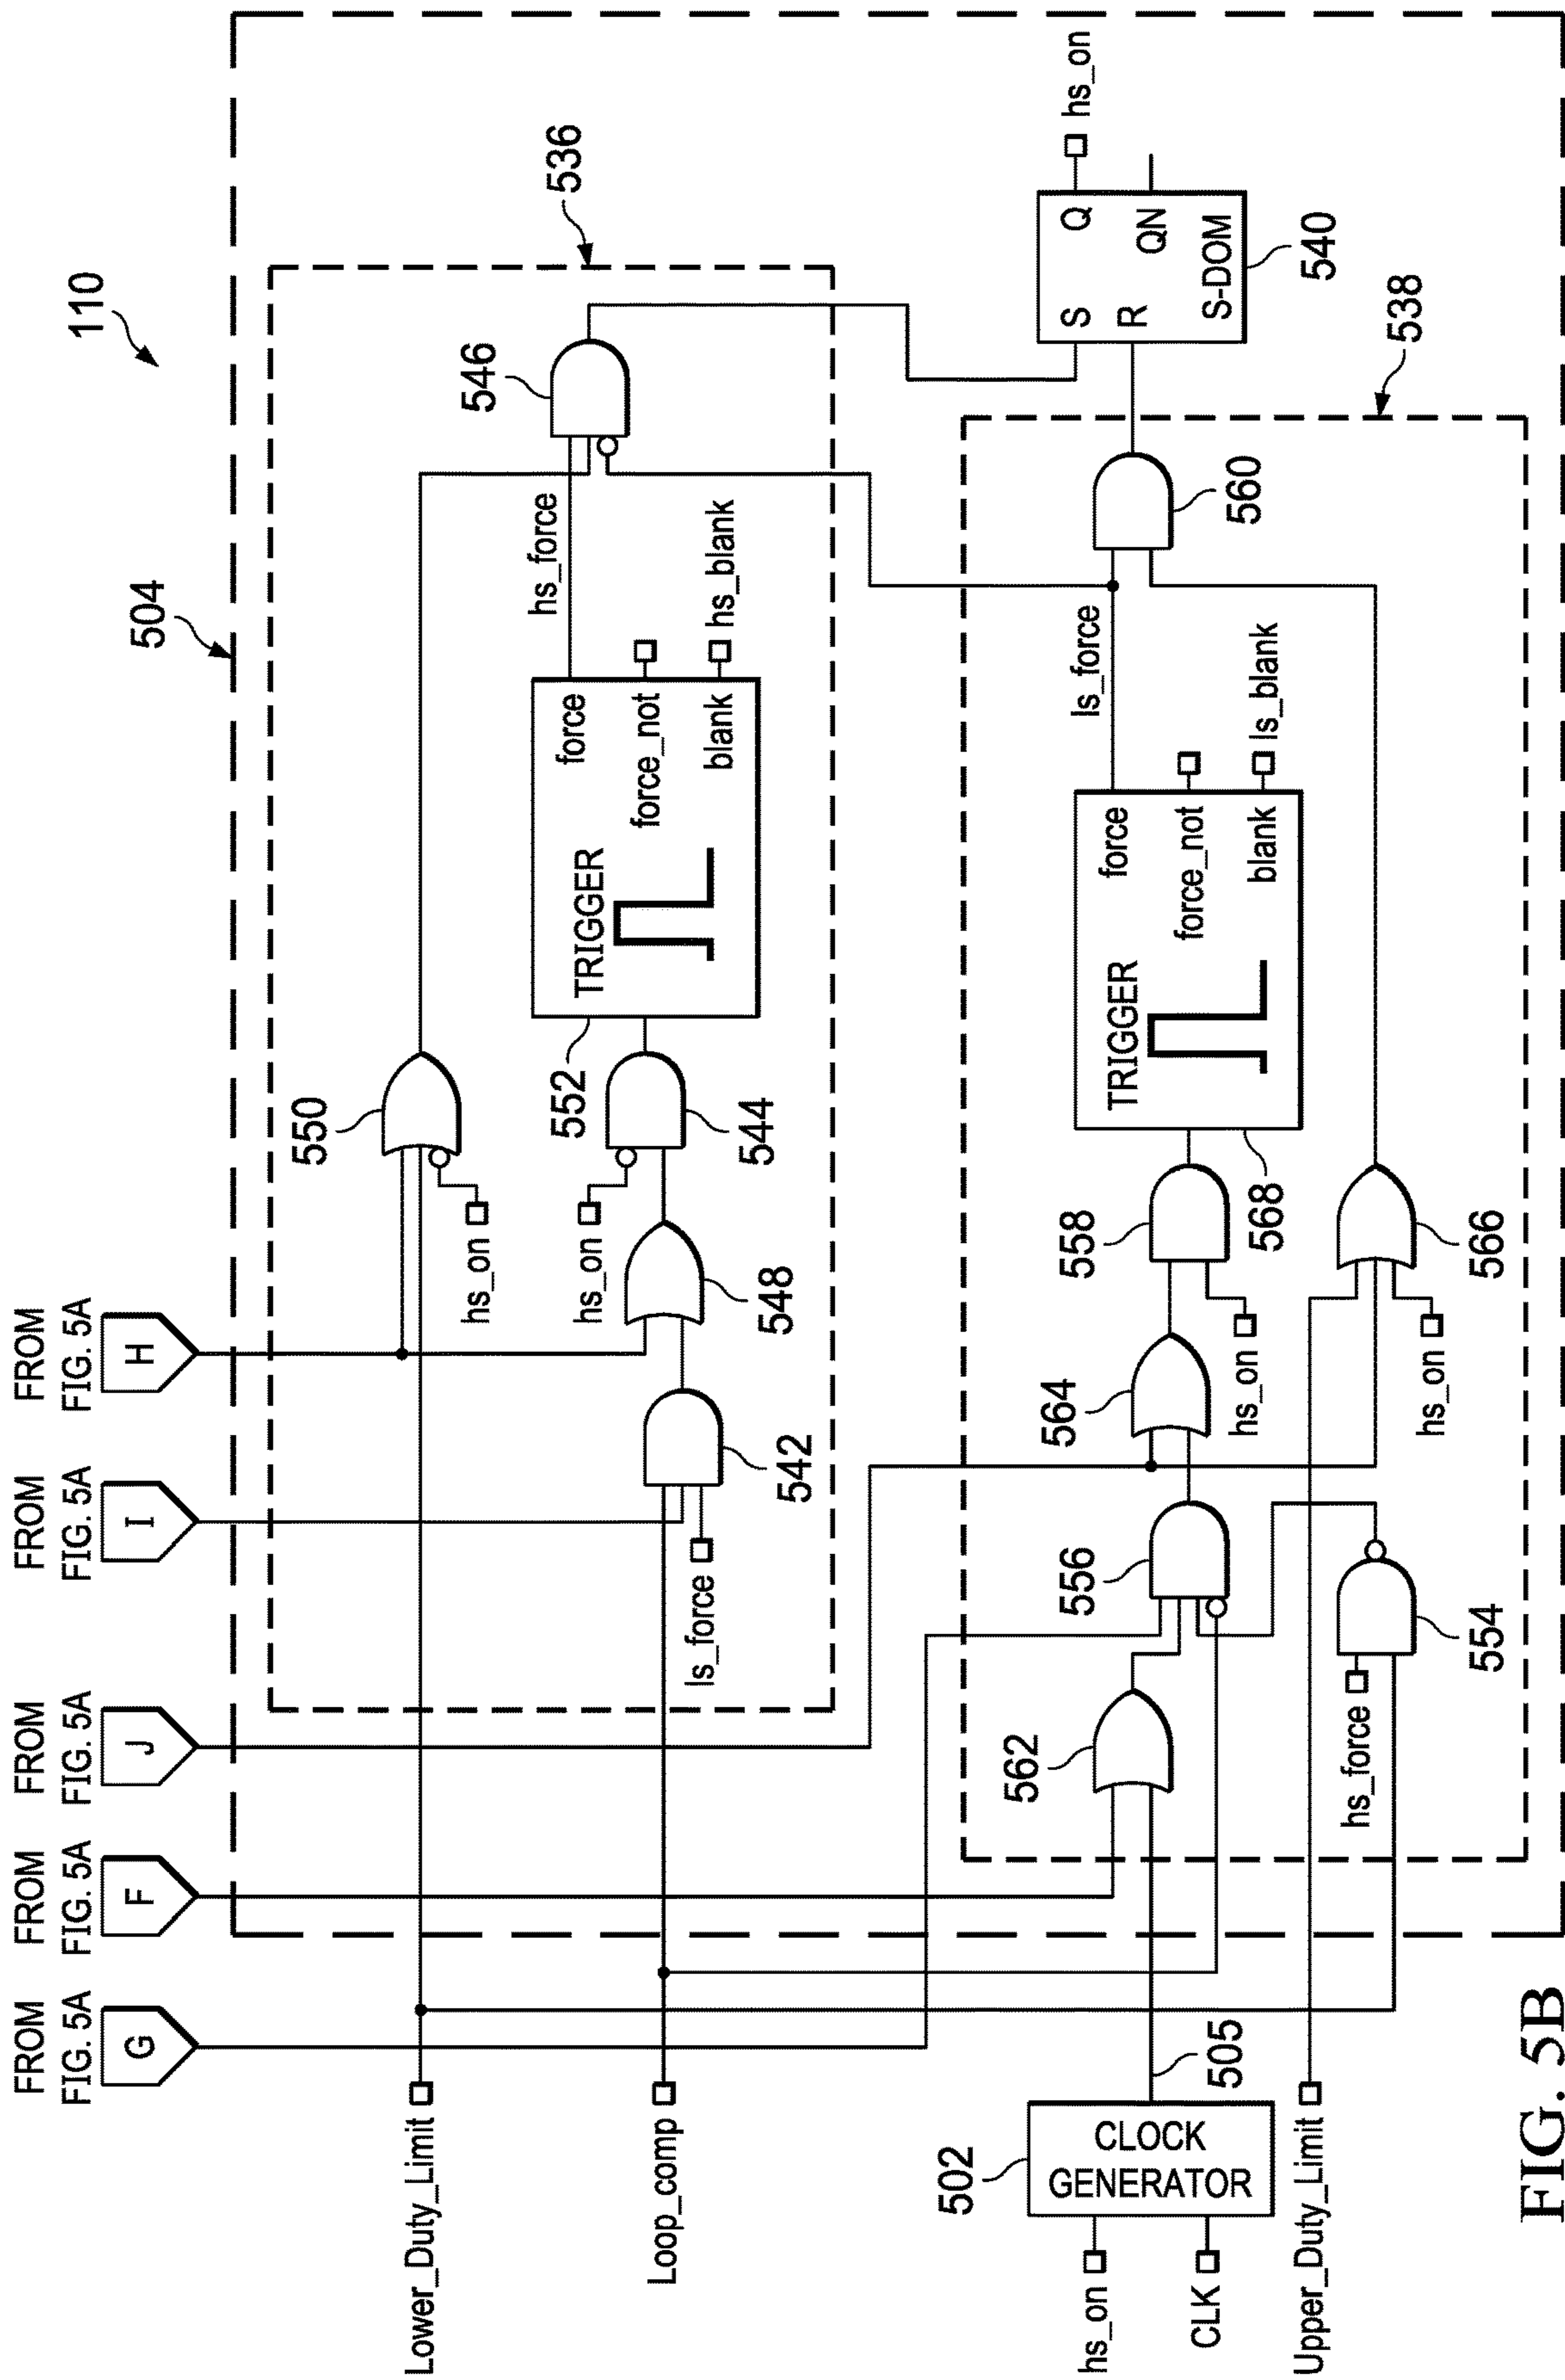 110
504
FROM
FIG. 5A
G
FROM
FIG. 5A
F
FROM
FIG. 5A
J
FROM
FIG. 5A
I
FROM
FIG. 5A
H
Lower_Duty_Limit
Loop_comp
hs_on
CLK
Upper_Duty_Limit
502
CLOCK
GENERATOR
505
536
550
hs_on
hs_on
544
548
542
ls_force
552
TRIGGER
force
force_not
blank
hs_force
hs_blank
546
538
562
556
564
558
hs_on
554
hs_force
566
hs_on
568
TRIGGER
force
force_not
blank
ls_force
ls_blank
560
S
R
Q
QN
S-DOM
540
hs_on
FIG. 5B